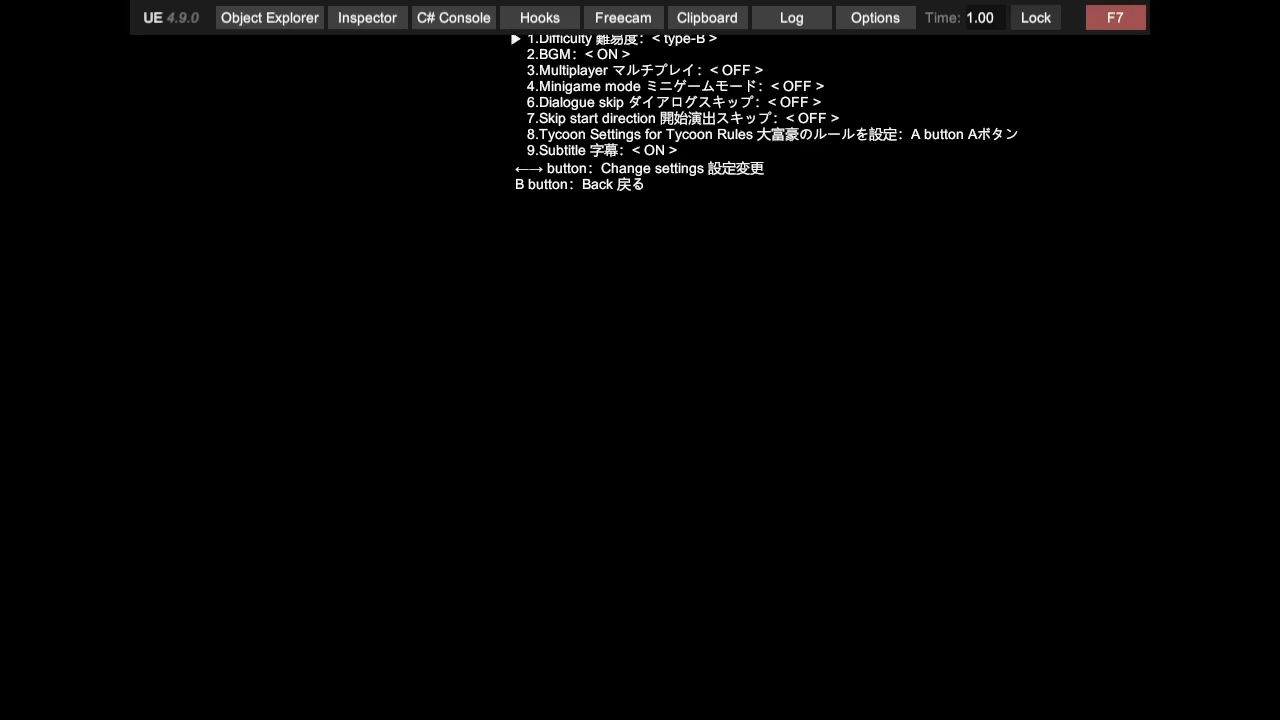 UE 4.9.0 Object Explorer Inspector C# Console Hooks Freecam Clipboard Log Options Time: 1.00 Lock F7
▶ 1.Difficulty 難易度：< type-B >
2.BGM：< ON >
3.Multiplayer マルチプレイ：< OFF >
4.Minigame mode ミニゲームモード：< OFF >
6.Dialogue skip ダイアログスキップ：< OFF >
7.Skip start direction 開始演出スキップ：< OFF >
8.Tycoon Settings for Tycoon Rules 大富豪のルールを設定：A button Aボタン
9.Subtitle 字幕：< ON >
←→ button：Change settings 設定変更
B button：Back 戻る